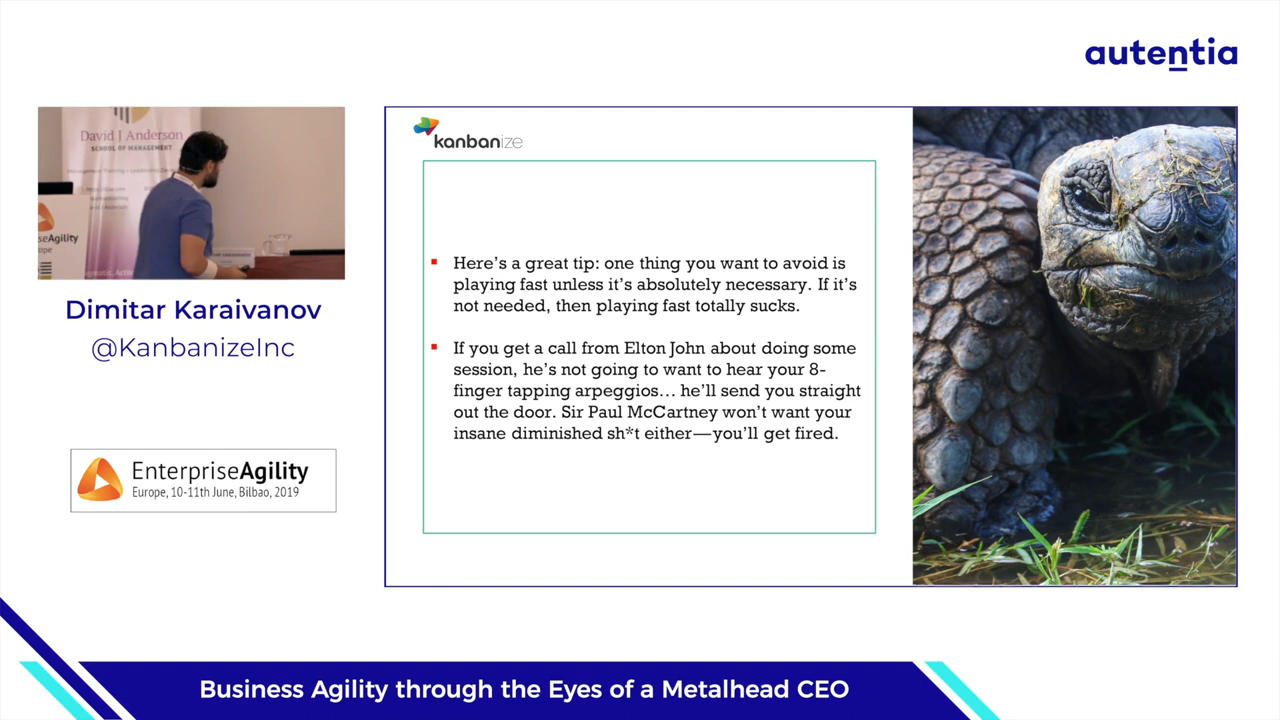 autentia
David J Anderson
SCHOOL OF MANAGEMENT
Agility
Dimitar Karaivanov
@KanbanizeInc
EnterpriseAgility
Europe, 10-11th June, Bilbao, 2019
kanbanize
Here's a great tip: one thing you want to avoid is
playing fast unless it's absolutely necessary. If it's
not needed, then playing fast totally sucks.
If you get a call from Elton John about doing some
session, he's not going to want to hear your 8-
finger tapping arpeggios... he'll send you straight
out the door. Sir Paul McCartney won't want your
insane diminished sh*t either—you'll get fired.
Business Agility through the Eyes of a Metalhead CEO